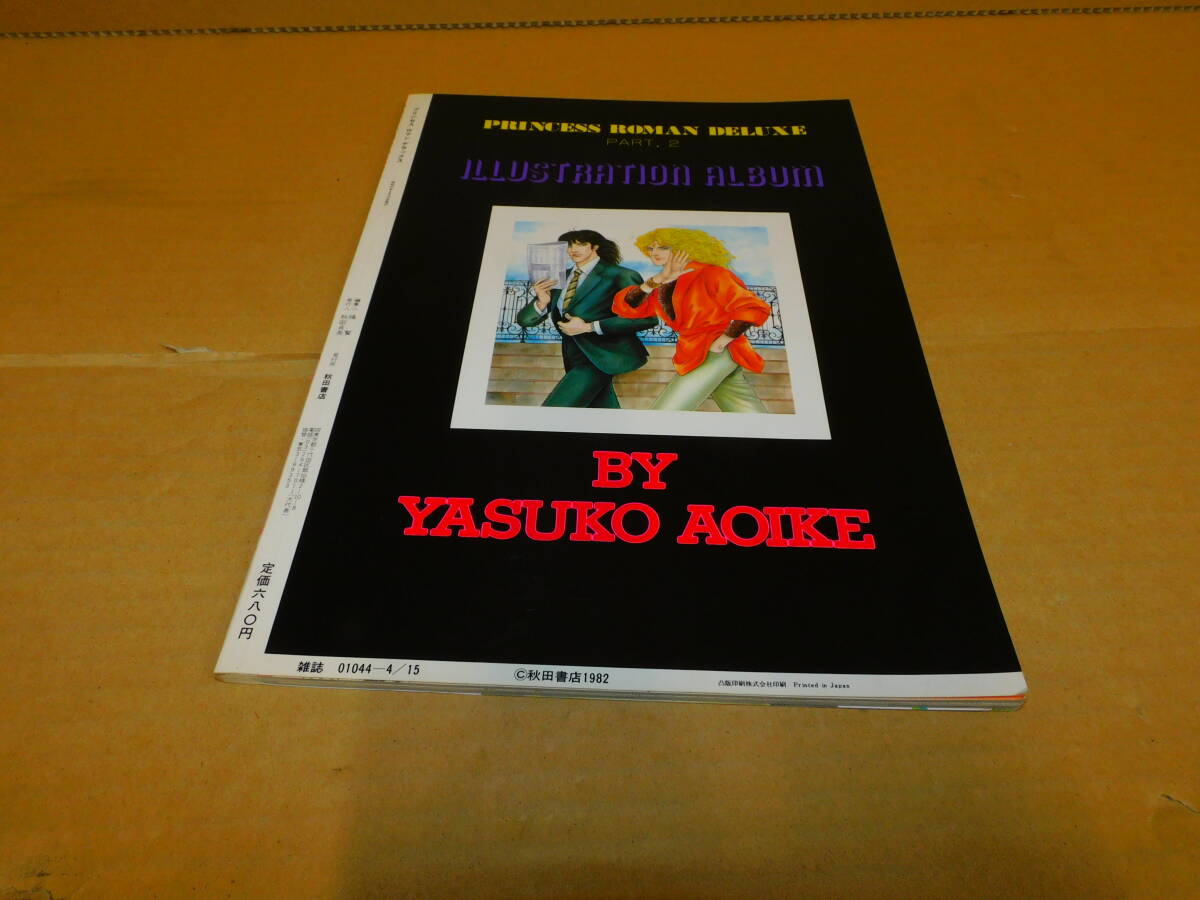 PRINCESS ROMAN DELUXE
PART, 2
ILLUSTRATION ALBUM
BY
YASUKO AOIKE
秋田書店
定価六八〇円
雑誌 01044—4/15
©秋田書店1982
凸版印刷株式会社印刷 Printed in Japan